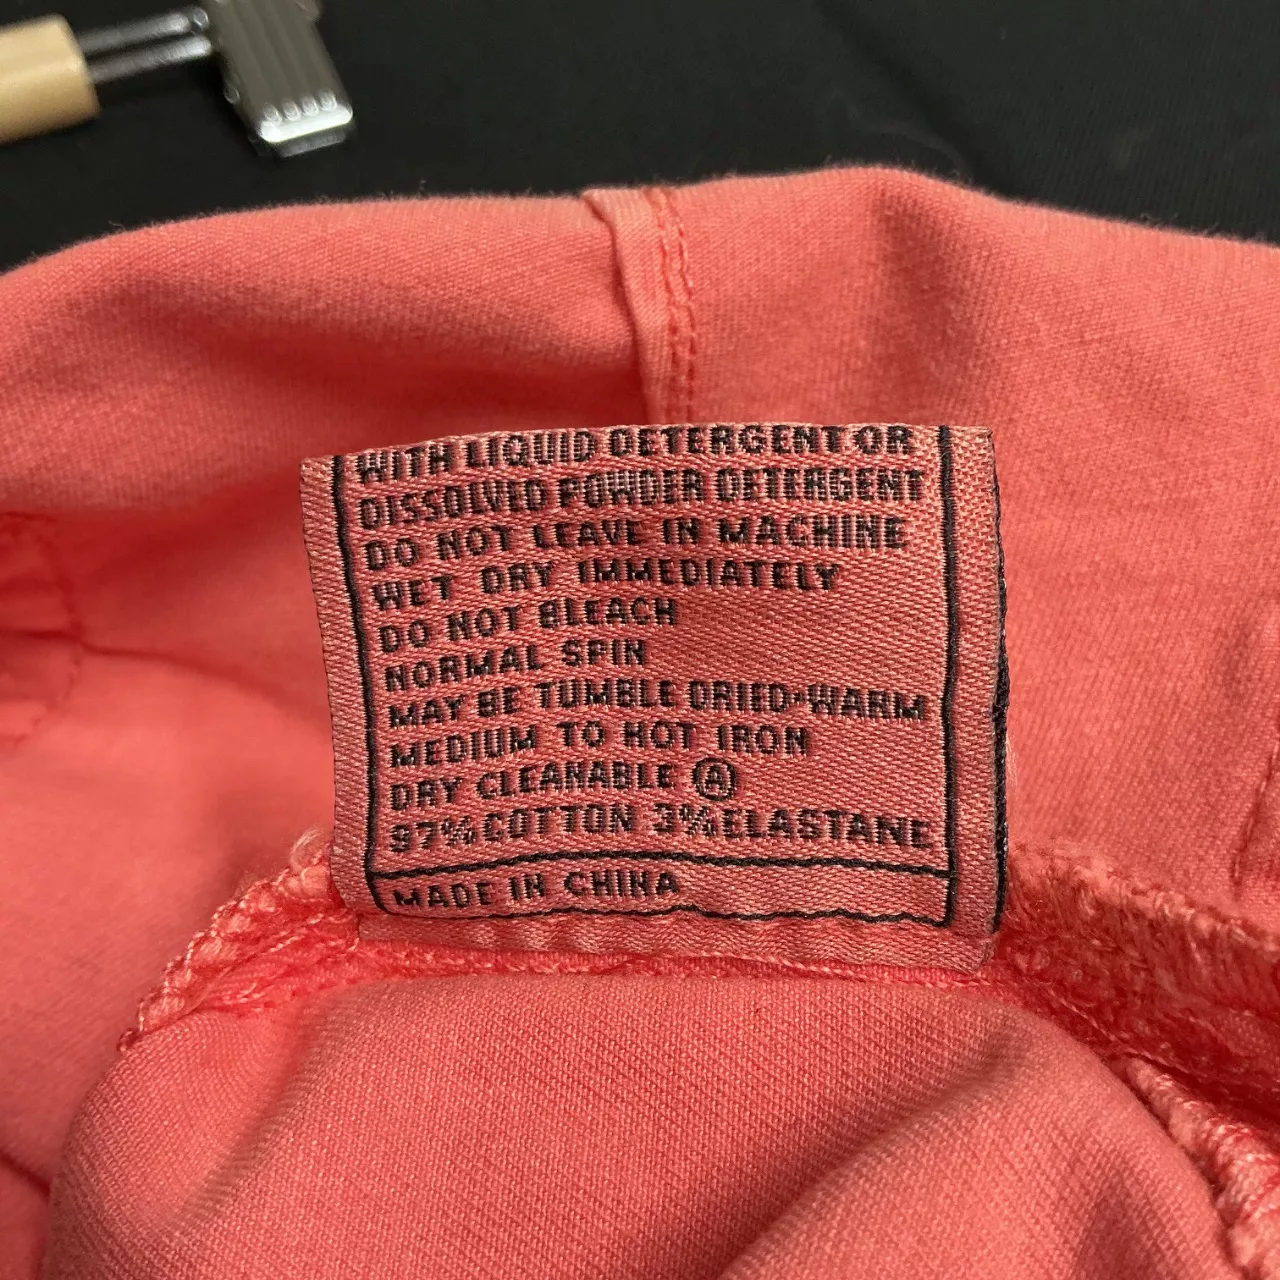 WITH LIQUID DETERGENT OR
DISSOLVED POWDER DETERGENT
DO NOT LEAVE IN MACHINE
WET DRY IMMEDIATELY
DO NOT BLEACH
NORMAL SPIN
MAY BE TUMBLE DRIED-WARM
MEDIUM TO HOT IRON
DRY CLEANABLE Ⓐ
97% COTTON 3% ELASTANE
MADE IN CHINA